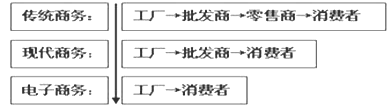 传统商务： 工厂→批发商→零售商→消费者
现代商务： 工厂→批发商→消费者
电子商务： 工厂→消费者